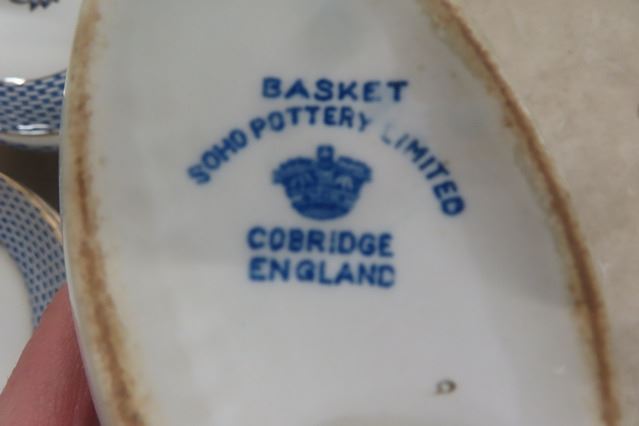 BASKET
SOHO POTTERY LIMITED
COBRIDGE
ENGLAND